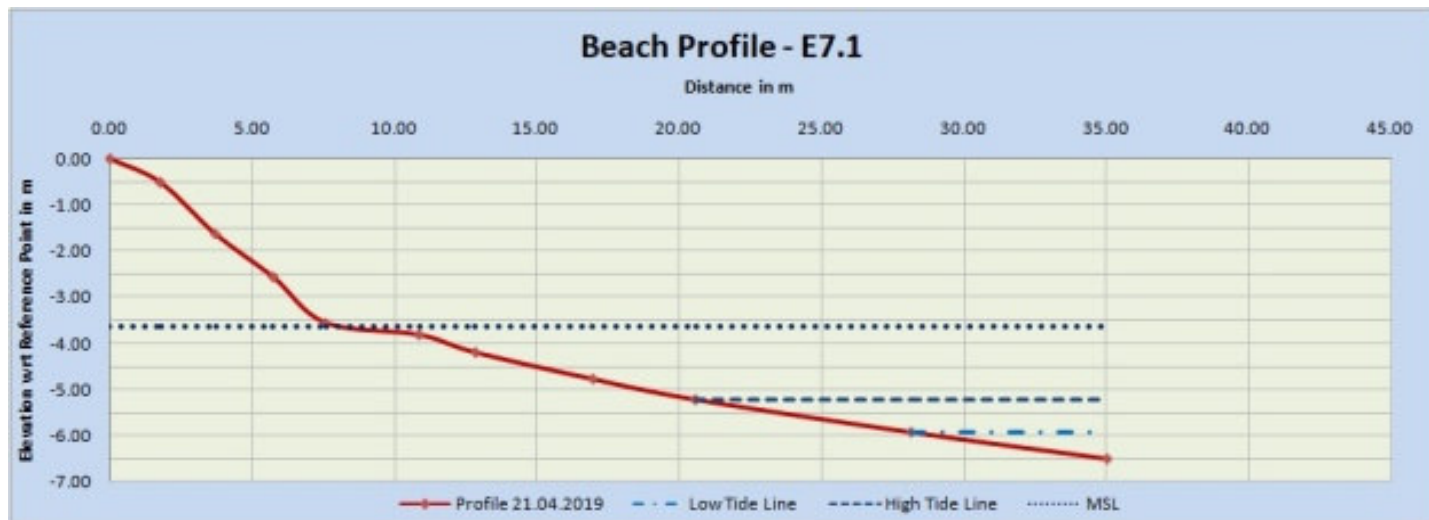 Beach Profile - E7.1
Distance in m
0.00 5.00 10.00 15.00 20.00 25.00 30.00 35.00 40.00 45.00
Elevation wrt Reference Point in m
0.00
-1.00
-2.00
-3.00
-4.00
-5.00
-6.00
-7.00
Profile 21.04.2019 Low Tide Line High Tide Line MSL